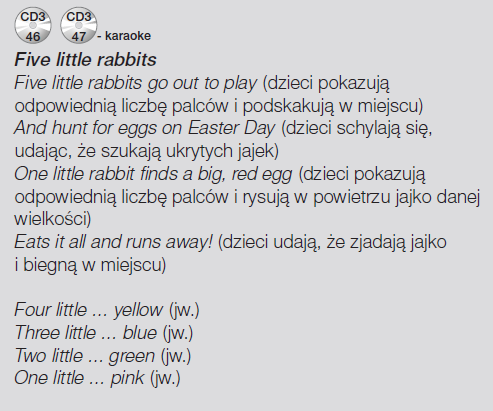 CD3 CD3
46 47 - karaoke
Five little rabbits
Five little rabbits go out to play (dzieci pokazują
odpowiednią liczbę palców i podskakują w miejscu)
And hunt for eggs on Easter Day (dzieci schylają się,
udając, że szukają ukrytych jajek)
One little rabbit finds a big, red egg (dzieci pokazują
odpowiednią liczbę palców i rysują w powietrzu jajko danej
wielkości)
Eats it all and runs away! (dzieci udają, że zjadają jajko
i biegną w miejscu)
Four little ... yellow (jw.)
Three little ... blue (jw.)
Two little ... green (jw.)
One little ... pink (jw.)